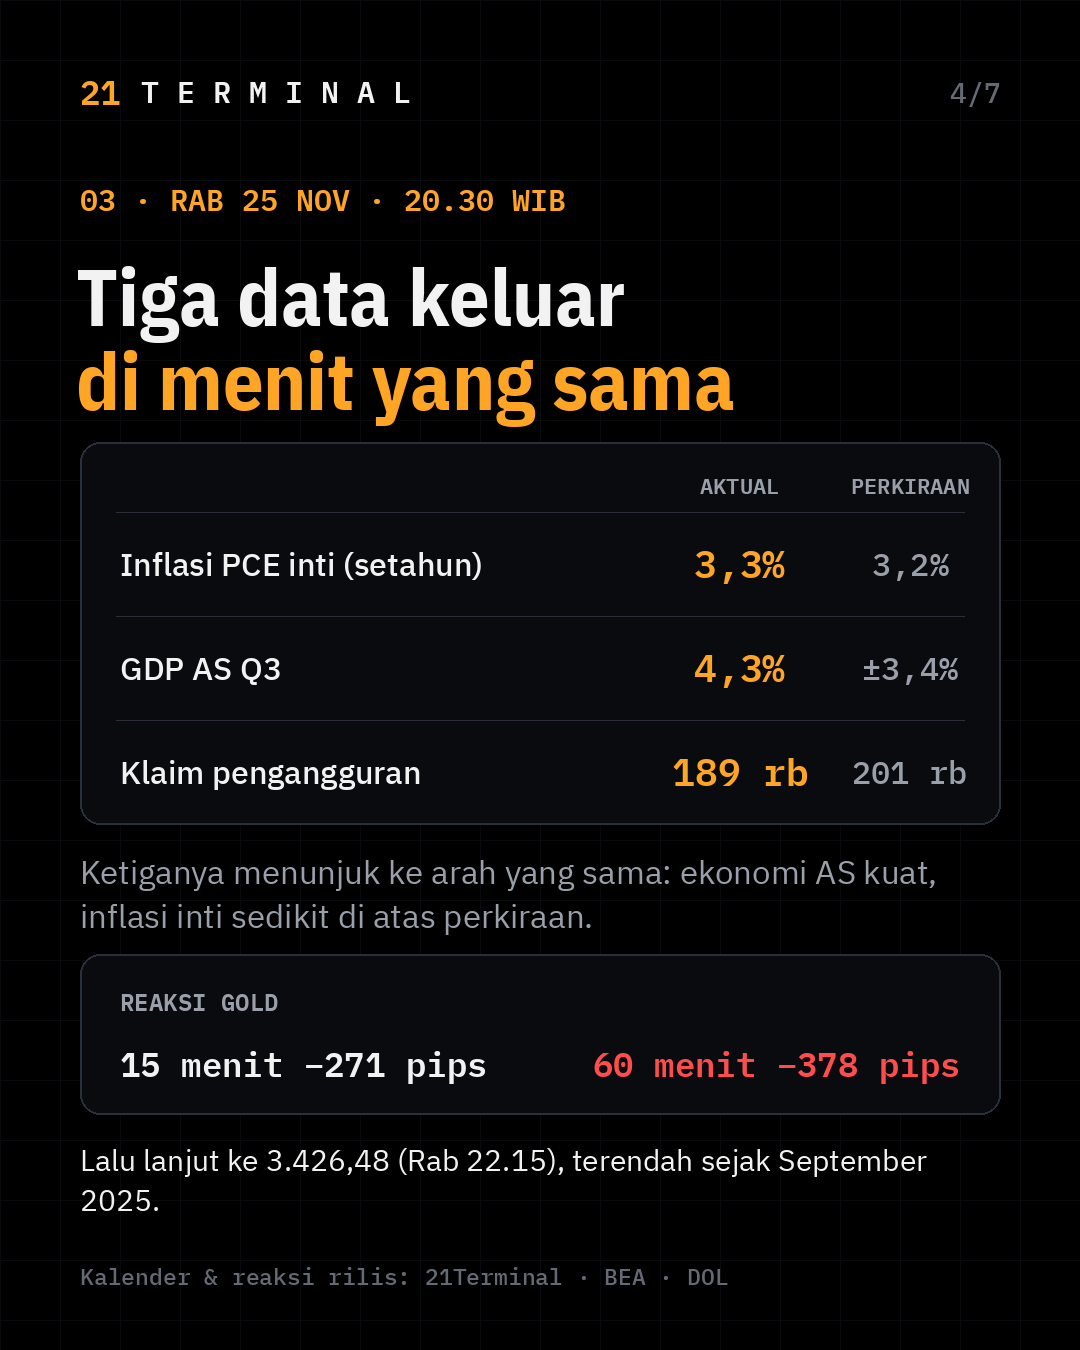 21 TERMINAL 4/7
03 · RAB 25 NOV · 20.30 WIB
Tiga data keluar
di menit yang sama
AKTUAL PERKIRAAN
Inflasi PCE inti (setahun) 3,3% 3,2%
GDP AS Q3 4,3% ±3,4%
Klaim pengangguran 189 rb 201 rb
Ketiganya menunjuk ke arah yang sama: ekonomi AS kuat,
inflasi inti sedikit di atas perkiraan.
REAKSI GOLD
15 menit −271 pips 60 menit −378 pips
Lalu lanjut ke 3.426,48 (Rab 22.15), terendah sejak September
2025.
Kalender & reaksi rilis: 21Terminal · BEA · DOL